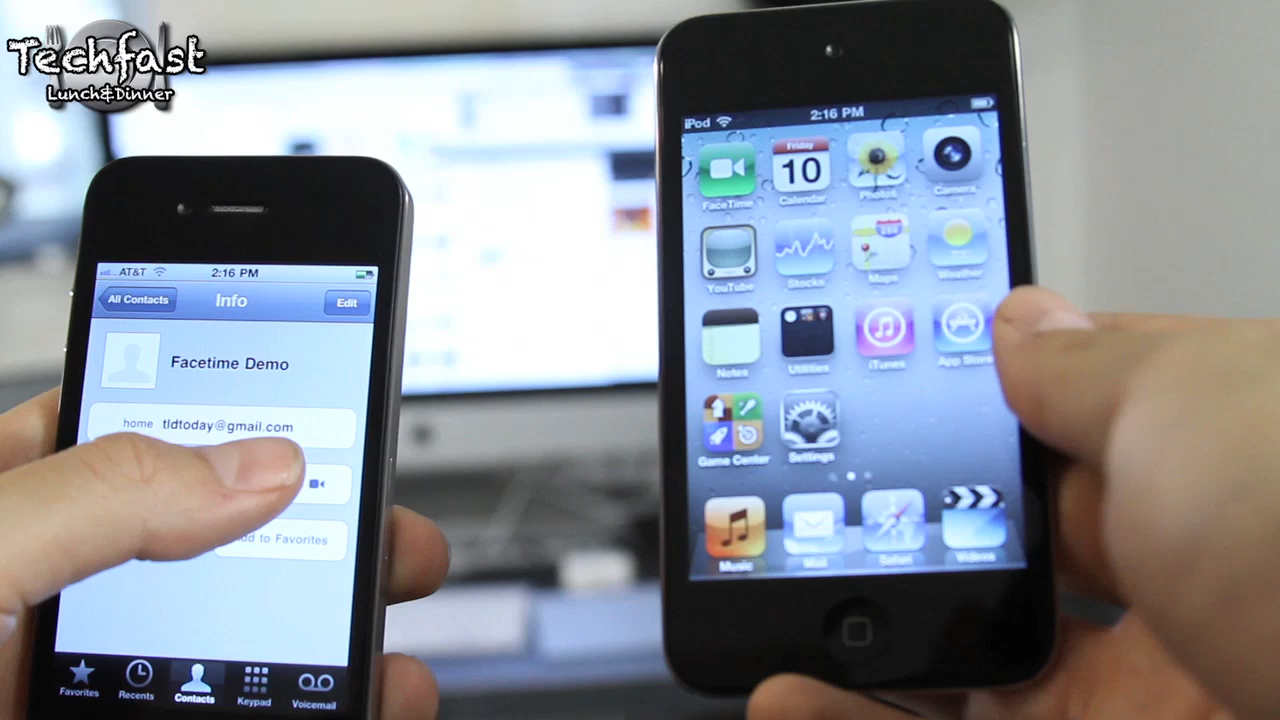 Techfast
Lunch&Dinner
AT&T 2:16 PM
All Contacts Info Edit
Facetime Demo
home tldtoday@gmail.com
to Favorites
Favorites Recents Contacts Keypad Voicemail
iPod 2:16 PM
Friday
10
FaceTime Calendar Photos Camera
280
YouTube Stocks Maps Weather
Notes Utilities iTunes App Store
Game Center Settings
Music Mail Safari Videos